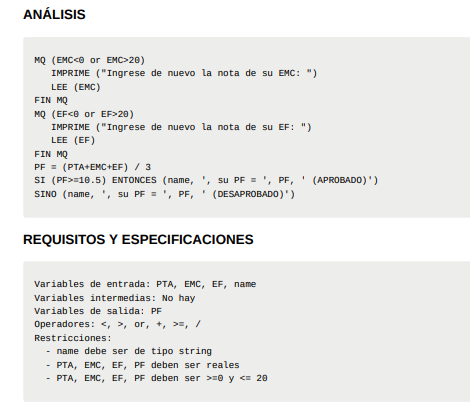 ANÁLISIS
MQ (EMC<0 or EMC>20)
IMPRIME ("Ingrese de nuevo la nota de su EMC: ")
LEE (EMC)
FIN MQ
MQ (EF<0 or EF>20)
IMPRIME ("Ingrese de nuevo la nota de su EF: ")
LEE (EF)
FIN MQ
PF = (PTA+EMC+EF) / 3
SI (PF>=10.5) ENTONCES (name, ', su PF = ', PF, ' (APROBADO)')
SINO (name, ', su PF = ', PF, ' (DESAPROBADO)')
REQUISITOS Y ESPECIFICACIONES
Variables de entrada: PTA, EMC, EF, name
Variables intermedias: No hay
Variables de salida: PF
Operadores: <, >, or, +, >=, /
Restricciones:
- name debe ser de tipo string
- PTA, EMC, EF, PF deben ser reales
- PTA, EMC, EF, PF deben ser >=0 y <= 20